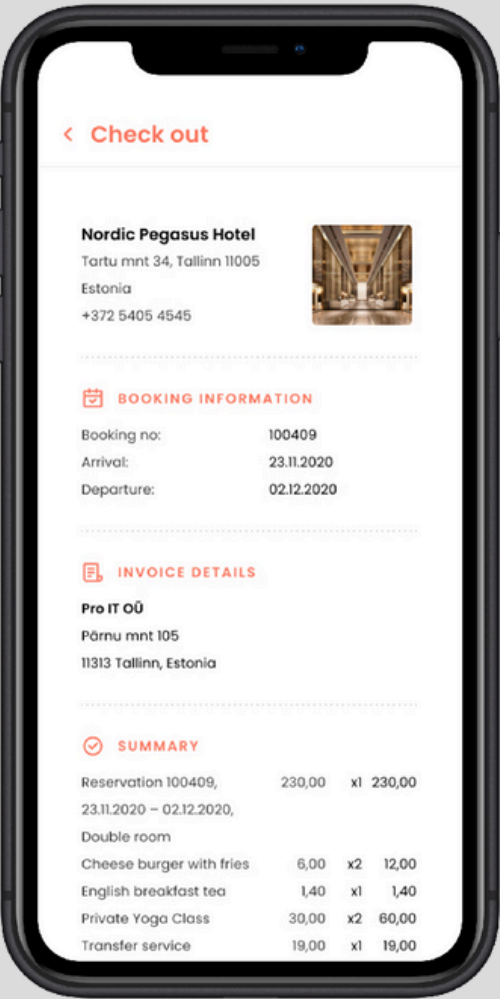 Check out
Nordic Pegasus Hotel
Tartu mnt 34, Tallinn 11005
Estonia
+372 5405 4545
BOOKING INFORMATION
Booking no: 100409
Arrival: 23.11.2020
Departure: 02.12.2020
INVOICE DETAILS
Pro IT OÜ
Pärnu mnt 105
11313 Tallinn, Estonia
SUMMARY
Reservation 100409, 230,00 x1 230,00
23.11.2020 – 02.12.2020,
Double room
Cheese burger with fries 6,00 x2 12,00
English breakfast tea 1,40 x1 1,40
Private Yoga Class 30,00 x2 60,00
Transfer service 19,00 x1 19,00